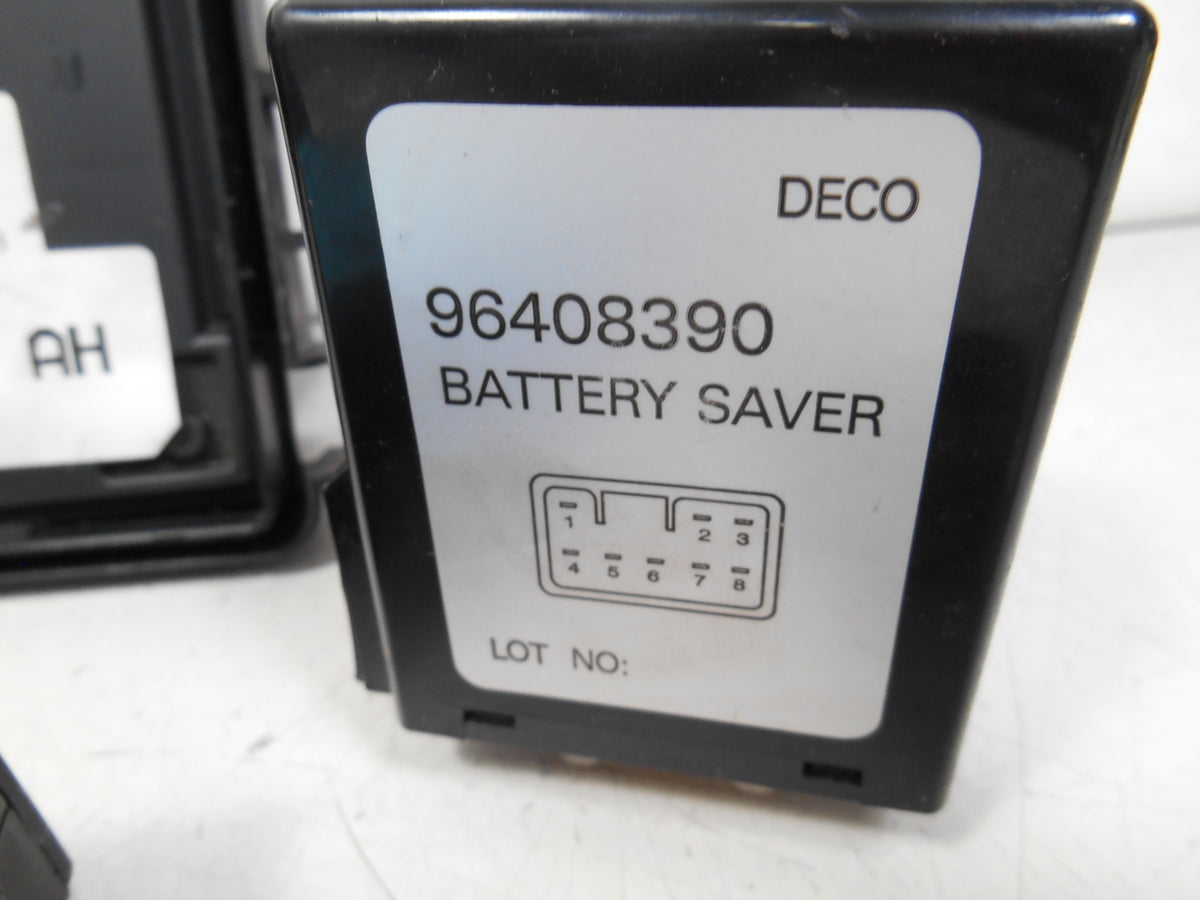 DECO
96408390
BATTERY SAVER
1 2 3
4 5 6 7 8
LOT NO:
AH